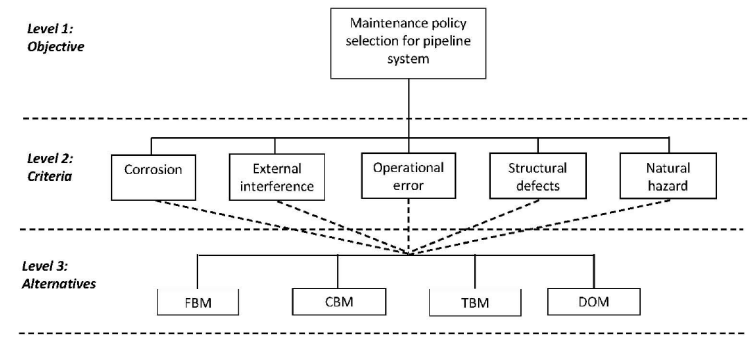 Level 1:
Objective
Maintenance policy
selection for pipeline
system
Level 2:
Criteria
Corrosion
External
interference
Operational
error
Structural
defects
Natural
hazard
Level 3:
Alternatives
FBM
CBM
TBM
DOM